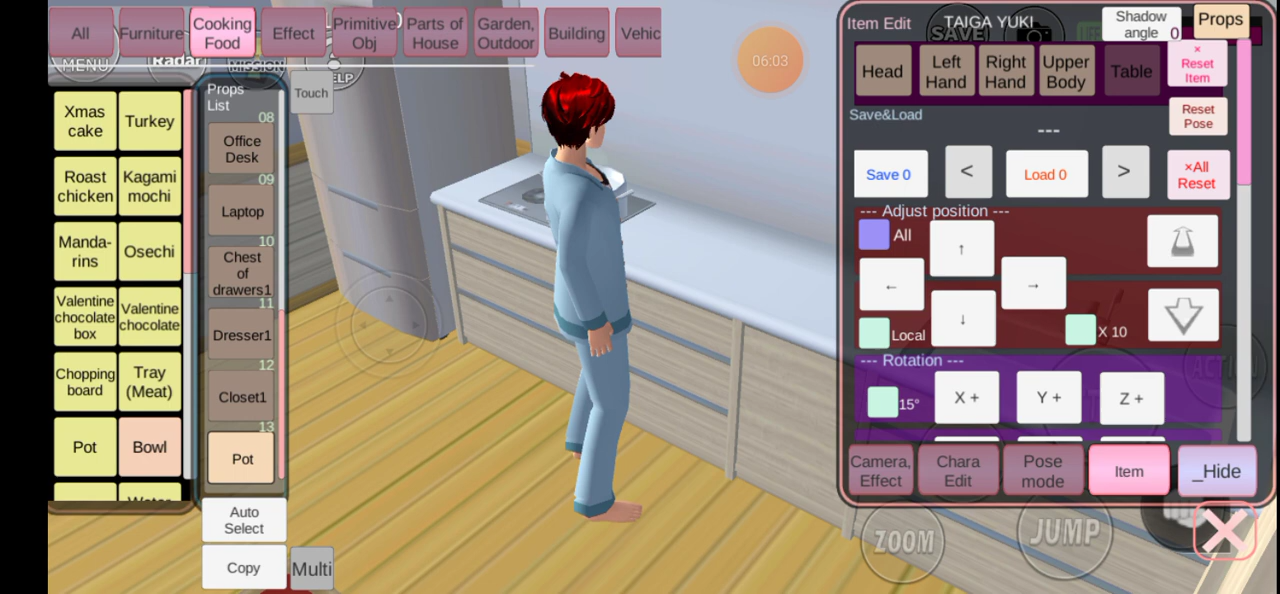 All
Furniture
Cooking
Food
Effect
Primitive
Obj
Parts of
House
Garden,
Outdoor
Building
Vehic
MENU
Radar
MISSION
HELP
06:03
Touch
Xmas
cake
Turkey
Roast
chicken
Kagami
mochi
Manda-
rins
Osechi
Valentine
chocolate
box
Valentine
chocolate
Chopping
board
Tray
(Meat)
Pot
Bowl
Props
List
08
Office
Desk
09
Laptop
10
Chest
of
drawers1
11
Dresser1
12
Closet1
13
Pot
Auto
Select
Copy
Multi
Item Edit
TAIGA YUKI
SAVE
Shadow
angle 0
Props
Head
Left
Hand
Right
Hand
Upper
Body
Table
×
Reset
Item
Save&Load
---
Reset
Pose
Save 0
<
Load 0
>
×All
Reset
--- Adjust position ---
All
↑
←
→
↓
Local
X 10
--- Rotation ---
15°
X +
Y +
Z +
Camera,
Effect
Chara
Edit
Pose
mode
Item
_Hide
ACTION
ZOOM
JUMP